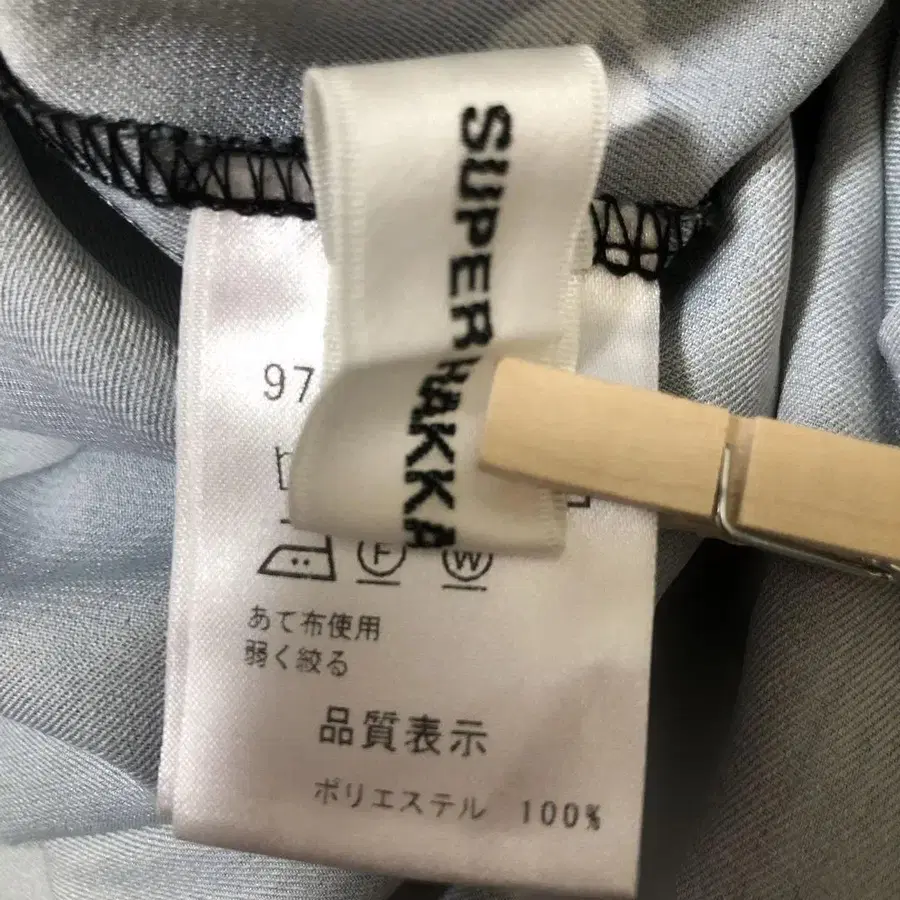 SUPER HAKKA
97
F W
あて布使用
弱く絞る
品質表示
ポリエステル 100%